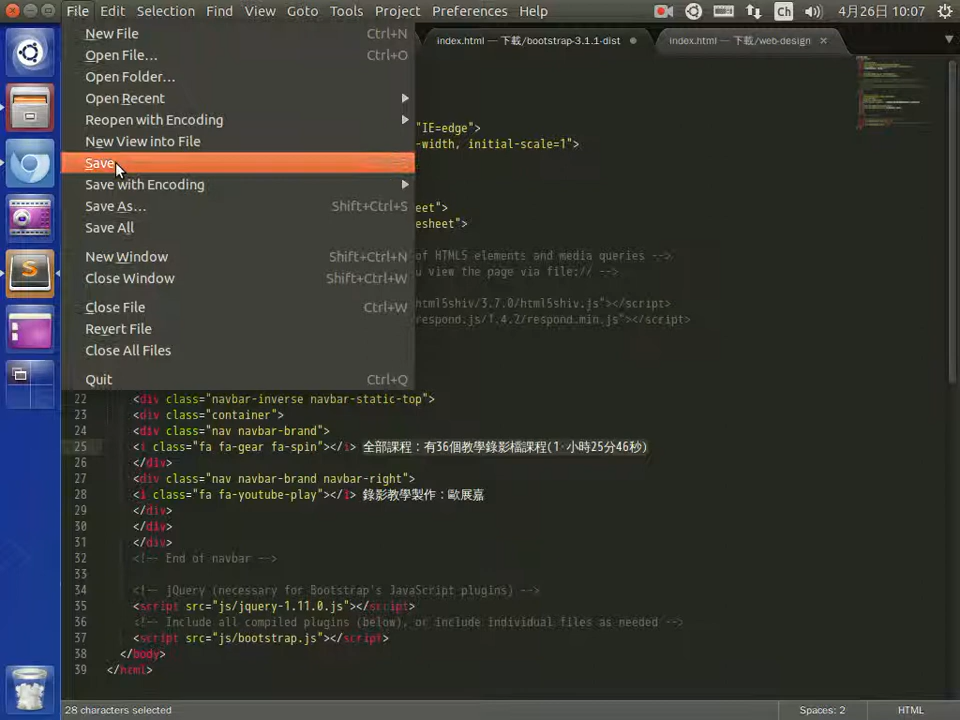 File Edit Selection Find View Goto Tools Project Preferences Help
Ch 4月26日 10:07
index.html — 下載/bootstrap-3.1.1-dist
index.html — 下載/web-design ×
New File Ctrl+N
Open File... Ctrl+O
Open Folder...
Open Recent
Reopen with Encoding
New View into File
Save
Save with Encoding
Save As... Shift+Ctrl+S
Save All
New Window Shift+Ctrl+N
Close Window Shift+Ctrl+W
Close File Ctrl+W
Revert File
Close All Files
Quit Ctrl+Q
"IE=edge">
-width, initial-scale=1">
eet">
esheet">
of HTML5 elements and media queries -->
u view the page via file:// -->
html5shiv/3.7.0/html5shiv.js"></script>
respond.js/1.4.2/respond.min.js"></script>
22 <div class="navbar-inverse navbar-static-top">
23 <div class="container">
24 <div class="nav navbar-brand">
25 <i class="fa fa-gear fa-spin"></i> 全部課程：有36個教學錄影檔課程(1 小時25分46秒)
26 </div>
27 <div class="nav navbar-brand navbar-right">
28 <i class="fa fa-youtube-play"></i> 錄影教學製作：歐展嘉
29 </div>
30 </div>
31 </div>
32 <!-- End of navbar -->
33
34 <!-- jQuery (necessary for Bootstrap's JavaScript plugins) -->
35 <script src="js/jquery-1.11.0.js"></script>
36 <!-- Include all compiled plugins (below), or include individual files as needed -->
37 <script src="js/bootstrap.js"></script>
38 </body>
39 </html>
28 characters selected Spaces: 2 HTML